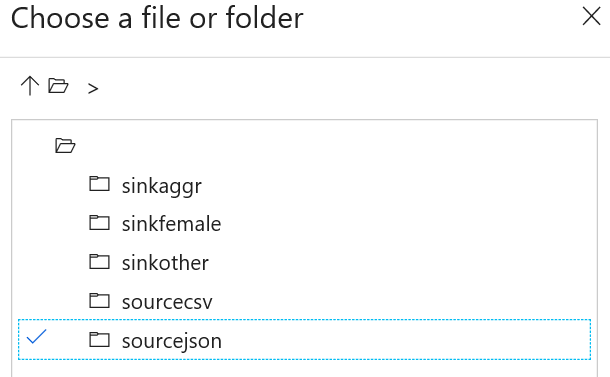 Choose a file or folder
>
sinkaggr
sinkfemale
sinkother
sourcecsv
sourcejson